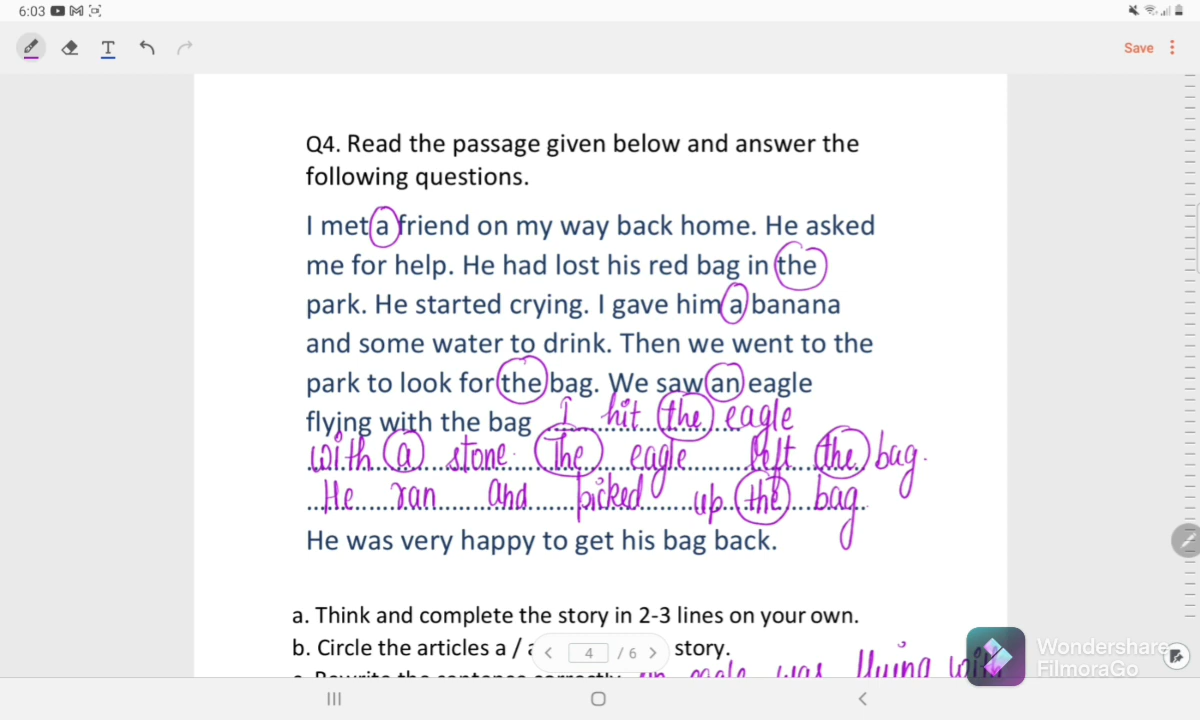 6:03
Save
Q4. Read the passage given below and answer the
following questions.
I met a friend on my way back home. He asked
me for help. He had lost his red bag in the
park. He started crying. I gave him a banana
and some water to drink. Then we went to the
park to look for the bag. We saw an eagle
flying with the bag I hit the eagle
with a stone. The eagle left the bag.
He ran and picked up the bag
He was very happy to get his bag back.
a. Think and complete the story in 2-3 lines on your own.
b. Circle the articles a / story.
4 / 6
c. Rewrite the sentence correctly. eagle was flying with
Wondershare
FilmoraGo